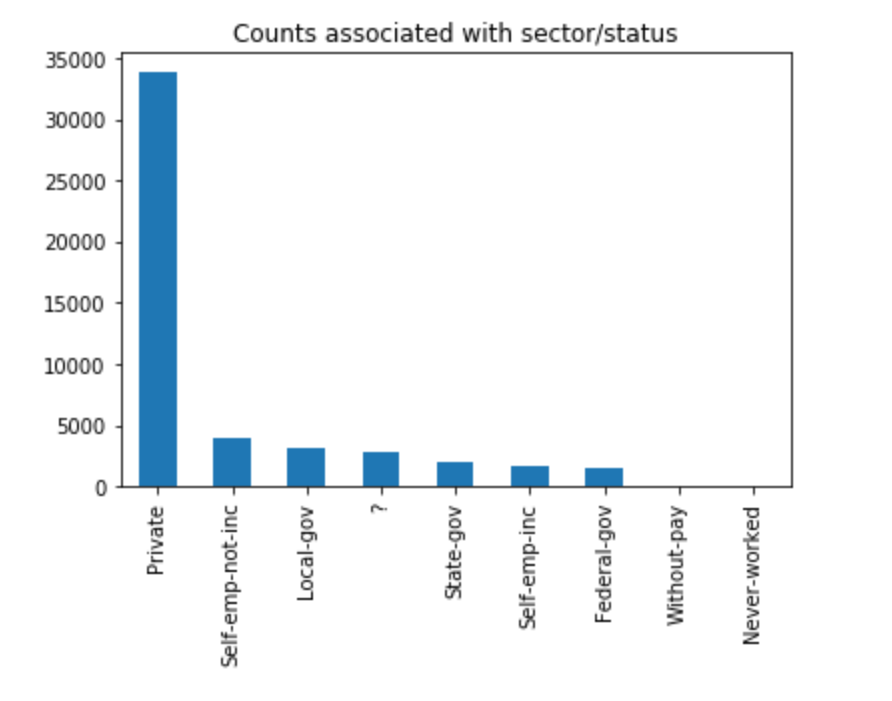 Counts associated with sector/status
35000
30000
25000
20000
15000
10000
5000
0
Private
Self-emp-not-inc
Local-gov
?
State-gov
Self-emp-inc
Federal-gov
Without-pay
Never-worked